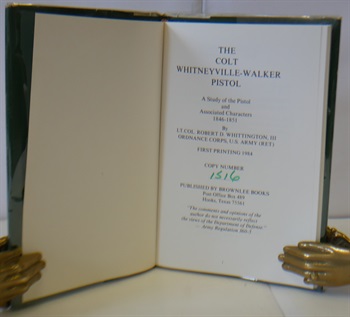 THE
COLT
WHITNEYVILLE-WALKER
PISTOL
A Study of the Pistol
and
Associated Characters
1846-1851
By
LT.COL. ROBERT D. WHITTINGTON, III
ORDNANCE CORPS, U.S. ARMY (RET)
FIRST PRINTING 1984
COPY NUMBER
1516
PUBLISHED BY BROWNLEE BOOKS
Post Office Box 489
Hooks, Texas 75561
"The comments and opinions of the
author do not necessarily reflect
the views of the Department of Defense"
Army Regulation 360-5